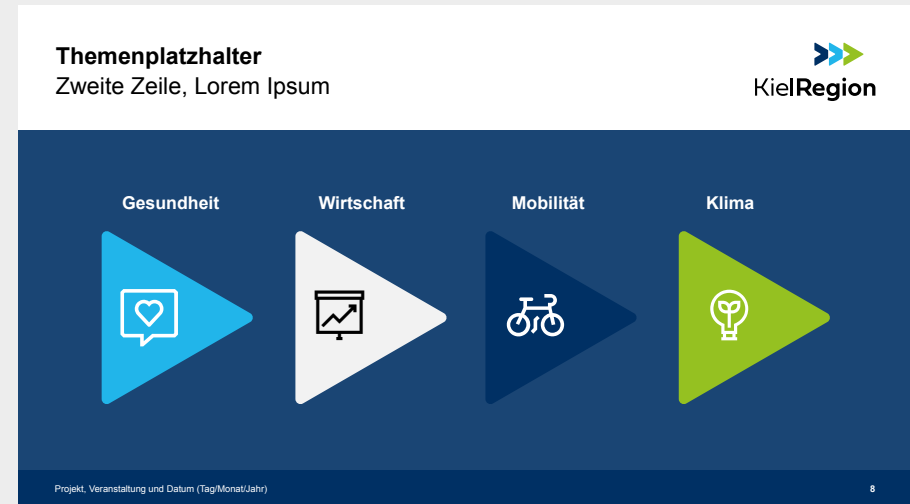 Themenplatzhalter
Zweite Zeile, Lorem Ipsum
KielRegion
Gesundheit
Wirtschaft
Mobilität
Klima
Projekt, Veranstaltung und Datum (Tag/Monat/Jahr)
8